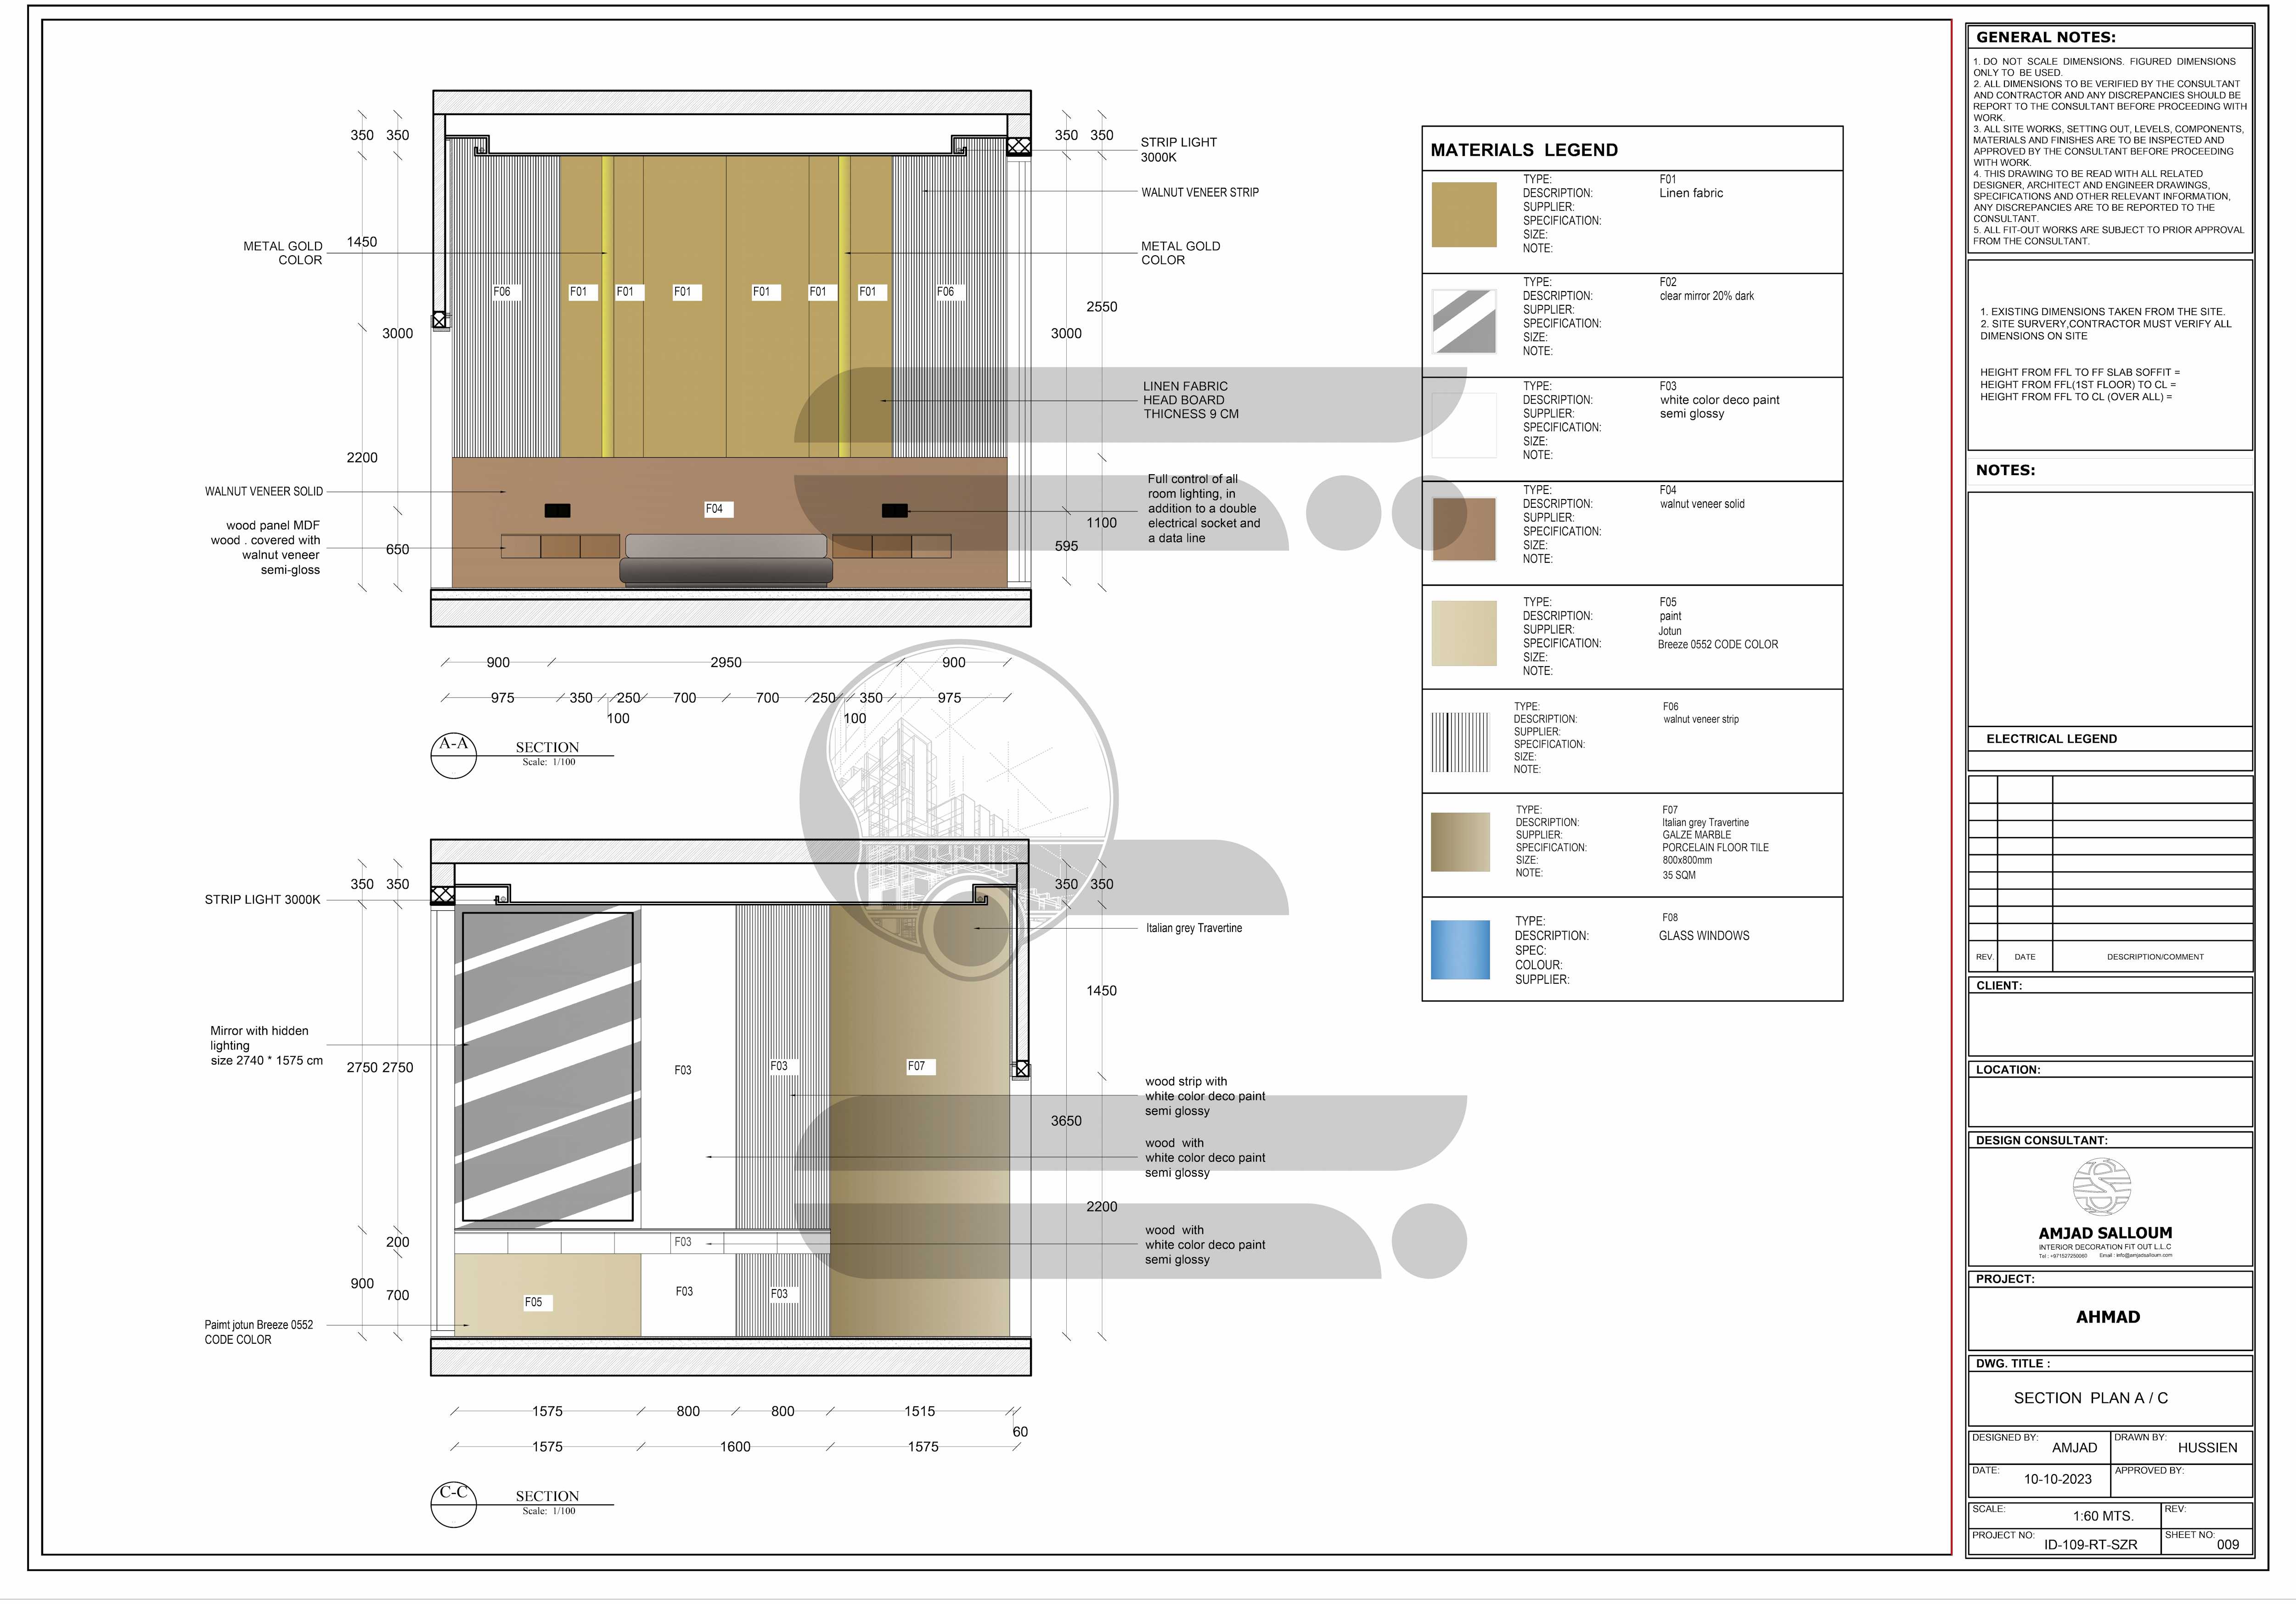 350 350
METAL GOLD
COLOR
1450
3000
2200
WALNUT VENEER SOLID
wood panel MDF
wood . covered with
walnut veneer
semi-gloss
650
F06
F01
F01
F01
F01
F01
F01
F06
F04
350 350
STRIP LIGHT
3000K
WALNUT VENEER STRIP
METAL GOLD
COLOR
2550
3000
LINEN FABRIC
HEAD BOARD
THICNESS 9 CM
Full control of all
room lighting, in
addition to a double
electrical socket and
a data line
1100
595
900 2950 900
975 350 250 700 700 250 350 975
100 100
A-A
SECTION
Scale: 1/100
350 350
STRIP LIGHT 3000K
Mirror with hidden
lighting
size 2740 * 1575 cm
2750 2750
200
900
700
Paimt jotun Breeze 0552
CODE COLOR
F03
F03
F07
F03
F05
F03
F03
350 350
Italian grey Travertine
1450
wood strip with
white color deco paint
semi glossy
3650
wood with
white color deco paint
semi glossy
2200
wood with
white color deco paint
semi glossy
1575 800 800 1515
60
1575 1600 1575
C-C
SECTION
Scale: 1/100
MATERIALS LEGEND
TYPE: F01
DESCRIPTION: Linen fabric
SUPPLIER:
SPECIFICATION:
SIZE:
NOTE:
TYPE: F02
DESCRIPTION: clear mirror 20% dark
SUPPLIER:
SPECIFICATION:
SIZE:
NOTE:
TYPE: F03
DESCRIPTION: white color deco paint
SUPPLIER: semi glossy
SPECIFICATION:
SIZE:
NOTE:
TYPE: F04
DESCRIPTION: walnut veneer solid
SUPPLIER:
SPECIFICATION:
SIZE:
NOTE:
TYPE: F05
DESCRIPTION: paint
SUPPLIER: Jotun
SPECIFICATION: Breeze 0552 CODE COLOR
SIZE:
NOTE:
TYPE: F06
DESCRIPTION: walnut veneer strip
SUPPLIER:
SPECIFICATION:
SIZE:
NOTE:
TYPE: F07
DESCRIPTION: Italian grey Travertine
SUPPLIER: GALZE MARBLE
SPECIFICATION: PORCELAIN FLOOR TILE
SIZE: 800x800mm
NOTE: 35 SQM
TYPE: F08
DESCRIPTION: GLASS WINDOWS
SPEC:
COLOUR:
SUPPLIER:
GENERAL NOTES:
1. DO NOT SCALE DIMENSIONS. FIGURED DIMENSIONS
ONLY TO BE USED.
2. ALL DIMENSIONS TO BE VERIFIED BY THE CONSULTANT
AND CONTRACTOR AND ANY DISCREPANCIES SHOULD BE
REPORT TO THE CONSULTANT BEFORE PROCEEDING WITH
WORK.
3. ALL SITE WORKS, SETTING OUT, LEVELS, COMPONENTS,
MATERIALS AND FINISHES ARE TO BE INSPECTED AND
APPROVED BY THE CONSULTANT BEFORE PROCEEDING
WITH WORK.
4. THIS DRAWING TO BE READ WITH ALL RELATED
DESIGNER, ARCHITECT AND ENGINEER DRAWINGS,
SPECIFICATIONS AND OTHER RELEVANT INFORMATION,
ANY DISCREPANCIES ARE TO BE REPORTED TO THE
CONSULTANT.
5. ALL FIT-OUT WORKS ARE SUBJECT TO PRIOR APPROVAL
FROM THE CONSULTANT.
1. EXISTING DIMENSIONS TAKEN FROM THE SITE.
2. SITE SURVERY,CONTRACTOR MUST VERIFY ALL
DIMENSIONS ON SITE
HEIGHT FROM FFL TO FF SLAB SOFFIT =
HEIGHT FROM FFL(1ST FLOOR) TO CL =
HEIGHT FROM FFL TO CL (OVER ALL) =
NOTES:
ELECTRICAL LEGEND
REV. DATE DESCRIPTION/COMMENT
CLIENT:
LOCATION:
DESIGN CONSULTANT:
AMJAD SALLOUM
INTERIOR DECORATION FIT OUT L.L.C
Tel : +971527250060 Email : info@amjadsalloum.com
PROJECT:
AHMAD
DWG. TITLE :
SECTION PLAN A / C
DESIGNED BY: AMJAD DRAWN BY: HUSSIEN
DATE: 10-10-2023 APPROVED BY:
SCALE: 1:60 MTS. REV:
PROJECT NO: ID-109-RT-SZR SHEET NO: 009